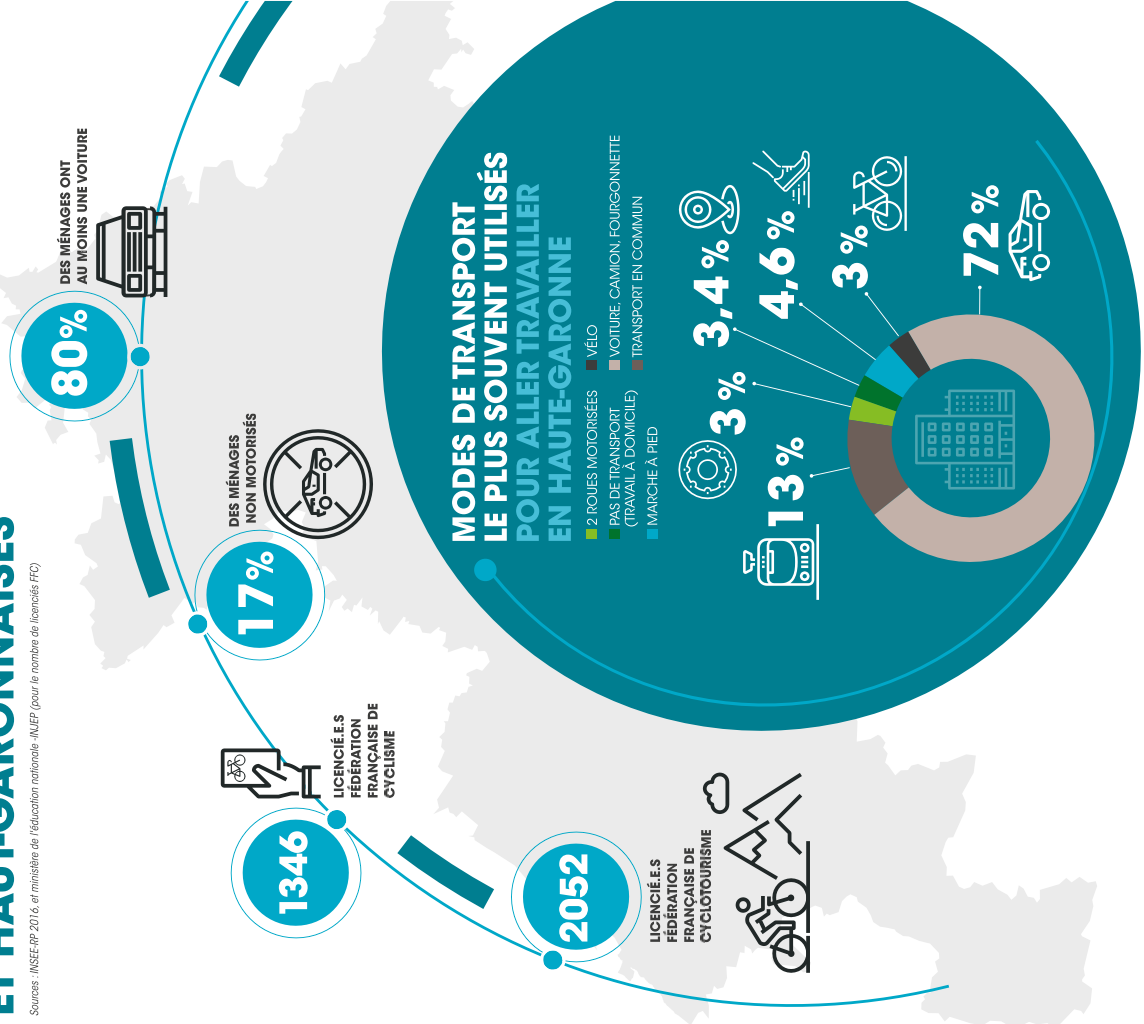 ET HAUT-GARONNAISES
Sources : INSEE-RP 2016, et ministère de l'éducation nationale -INJEP (pour le nombre de licenciés FFC)
80%
DES MÉNAGES ONT
AU MOINS UNE VOITURE
17%
DES MÉNAGES
NON MOTORISÉS
1346
LICENCIÉ.E.S
FÉDÉRATION
FRANÇAISE DE
CYCLISME
2052
LICENCIÉ.E.S
FÉDÉRATION
FRANÇAISE DE
CYCLOTOURISME
MODES DE TRANSPORT
LE PLUS SOUVENT UTILISÉS
POUR ALLER TRAVAILLER
EN HAUTE-GARONNE
2 ROUES MOTORISÉES
PAS DE TRANSPORT
(TRAVAIL À DOMICILE)
MARCHE À PIED
VÉLO
VOITURE, CAMION, FOURGONNETTE
TRANSPORT EN COMMUN
13%
3%
3,4%
4,6%
3%
72%